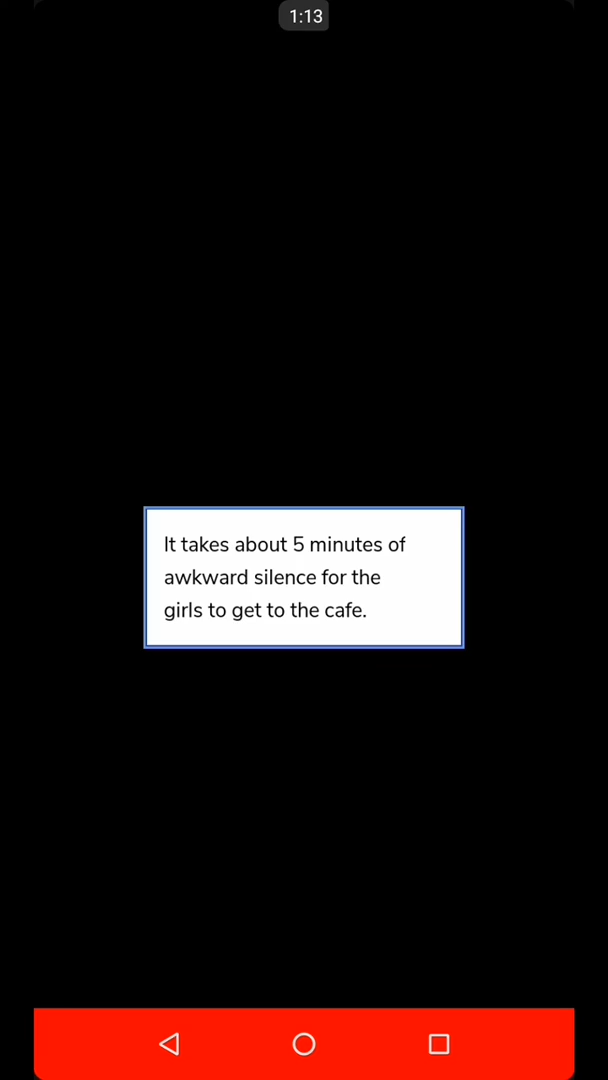 1:13
It takes about 5 minutes of
awkward silence for the
girls to get to the cafe.